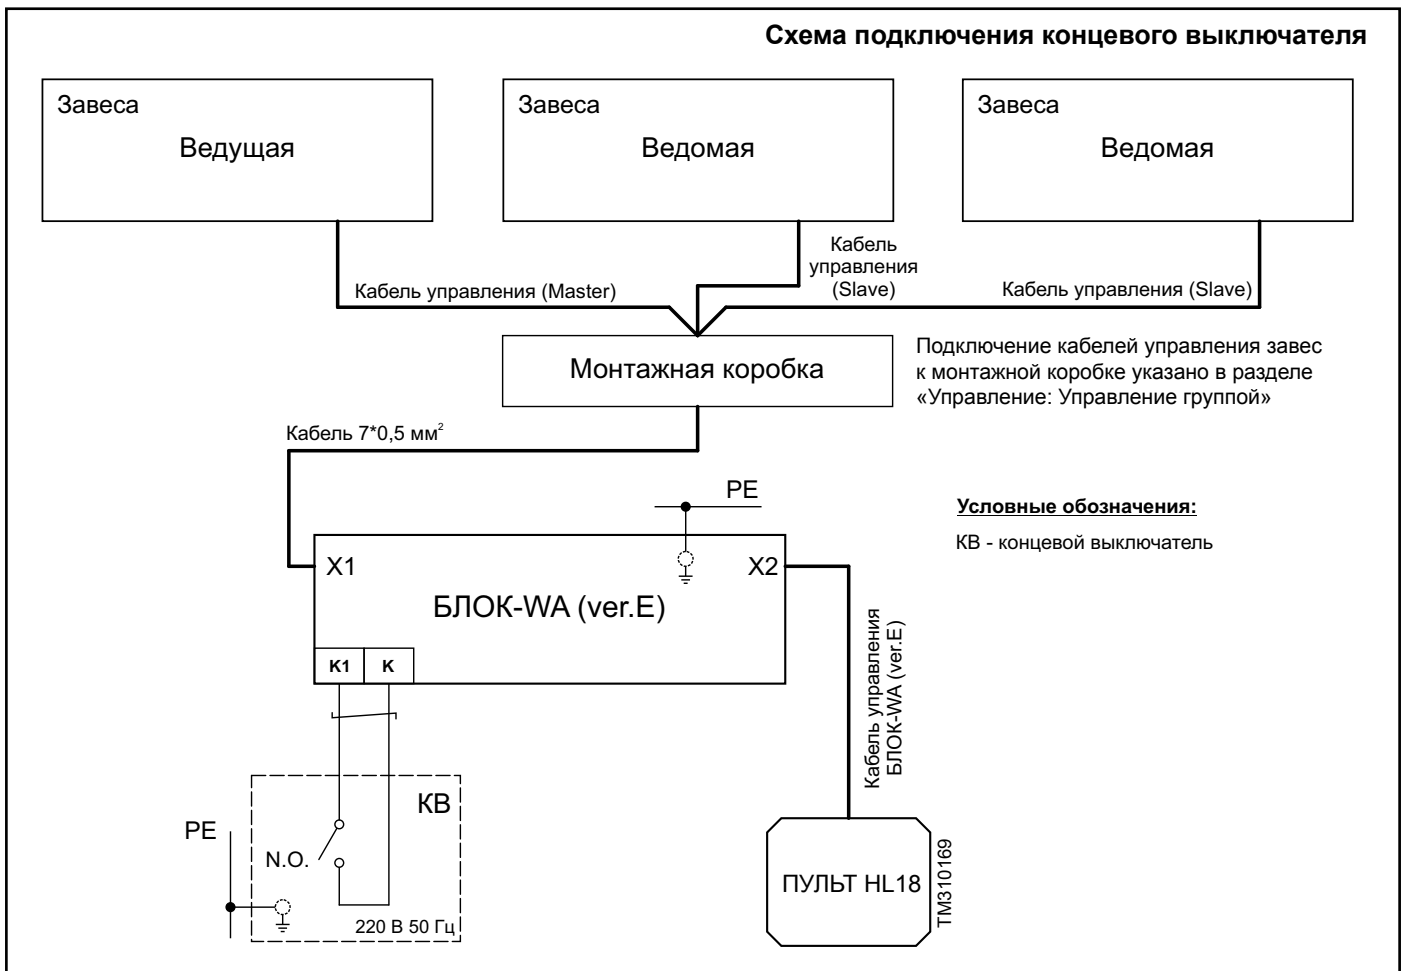 Схема подключения концевого выключателя
Завеса
Ведущая
Завеса
Ведомая
Завеса
Ведомая
Кабель управления (Master)
Кабель
управления
(Slave)
Кабель управления (Slave)
Монтажная коробка
Подключение кабелей управления завес
к монтажной коробке указано в разделе
«Управление: Управление группой»
Кабель 7*0,5 мм²
PE
Условные обозначения:
КВ - концевой выключатель
X1
X2
БЛОК-WA (ver.E)
K1
K
Кабель управления
БЛОК-WA (ver.E)
КВ
PE
N.O.
220 В 50 Гц
ПУЛЬТ HL18
TM310169